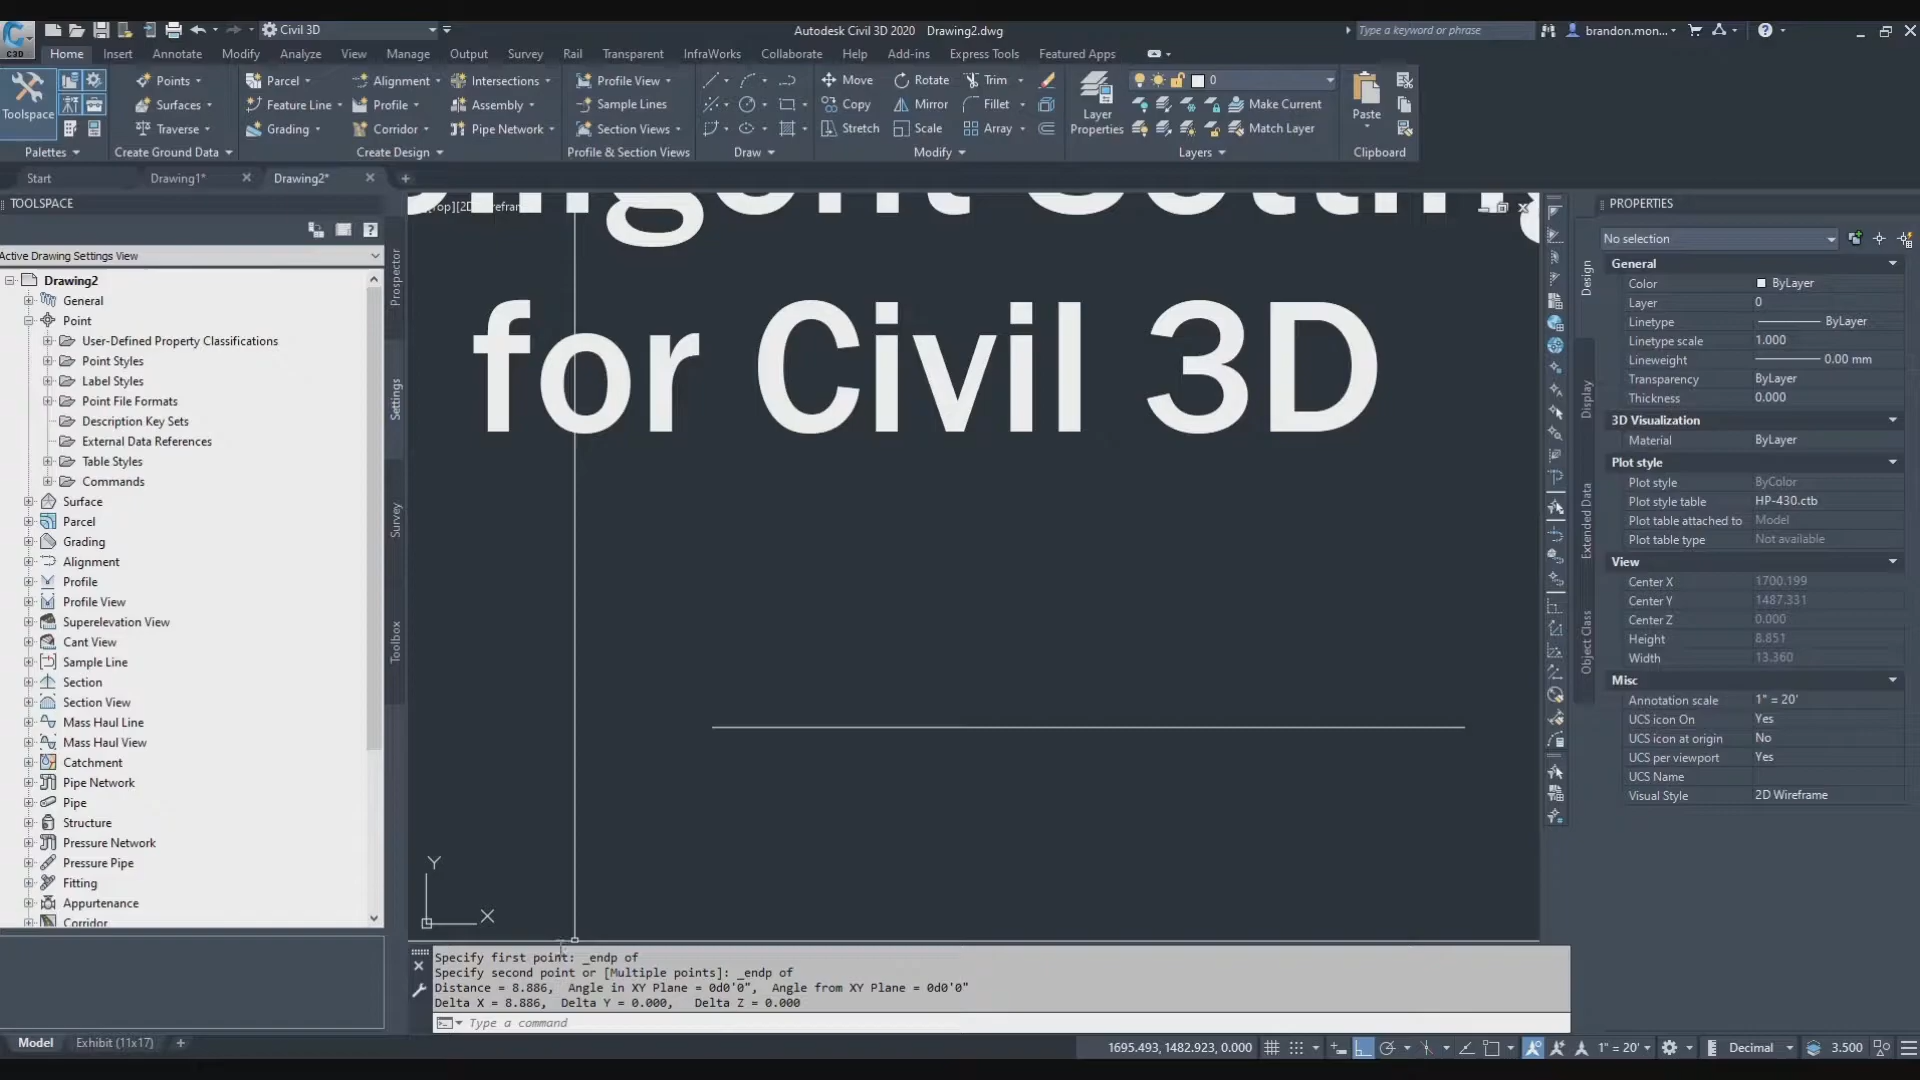 C3D
Civil 3D
Autodesk Civil 3D 2020 Drawing2.dwg
Type a keyword or phrase
brandon.mon...
Home Insert Annotate Modify Analyze View Manage Output Survey Rail Transparent InfraWorks Collaborate Help Add-ins Express Tools Featured Apps
Toolspace
Palettes
Points
Surfaces
Traverse
Create Ground Data
Parcel
Feature Line
Grading
Alignment
Profile
Corridor
Intersections
Assembly
Pipe Network
Create Design
Profile View
Sample Lines
Section Views
Profile & Section Views
Draw
Move
Copy
Stretch
Rotate
Mirror
Scale
Trim
Fillet
Array
Modify
Layer
Properties
0
Make Current
Match Layer
Layers
Paste
Clipboard
Start Drawing1* Drawing2*
TOOLSPACE
Active Drawing Settings View
Drawing2
General
Point
User-Defined Property Classifications
Point Styles
Label Styles
Point File Formats
Description Key Sets
External Data References
Table Styles
Commands
Surface
Parcel
Grading
Alignment
Profile
Profile View
Superelevation View
Cant View
Sample Line
Section
Section View
Mass Haul Line
Mass Haul View
Catchment
Pipe Network
Pipe
Structure
Pressure Network
Pressure Pipe
Fitting
Appurtenance
Corridor
Prospector
Settings
Survey
Toolbox
for Civil 3D
Y
X
Specify first point: _endp of
Specify second point or [Multiple points]: _endp of
Distance = 8.886, Angle in XY Plane = 0d0'0", Angle from XY Plane = 0d0'0"
Delta X = 8.886, Delta Y = 0.000, Delta Z = 0.000
Type a command
PROPERTIES
No selection
Design
Display
Extended Data
Object Class
General
Color ByLayer
Layer 0
Linetype ByLayer
Linetype scale 1.000
Lineweight 0.00 mm
Transparency ByLayer
Thickness 0.000
3D Visualization
Material ByLayer
Plot style
Plot style ByColor
Plot style table HP-430.ctb
Plot table attached to Model
Plot table type Not available
View
Center X 1700.199
Center Y 1487.331
Center Z 0.000
Height 8.851
Width 13.360
Misc
Annotation scale 1" = 20'
UCS icon On Yes
UCS icon at origin No
UCS per viewport Yes
UCS Name
Visual Style 2D Wireframe
Model Exhibit (11x17)
1695.493, 1482.923, 0.000
1" = 20'
Decimal
3.500